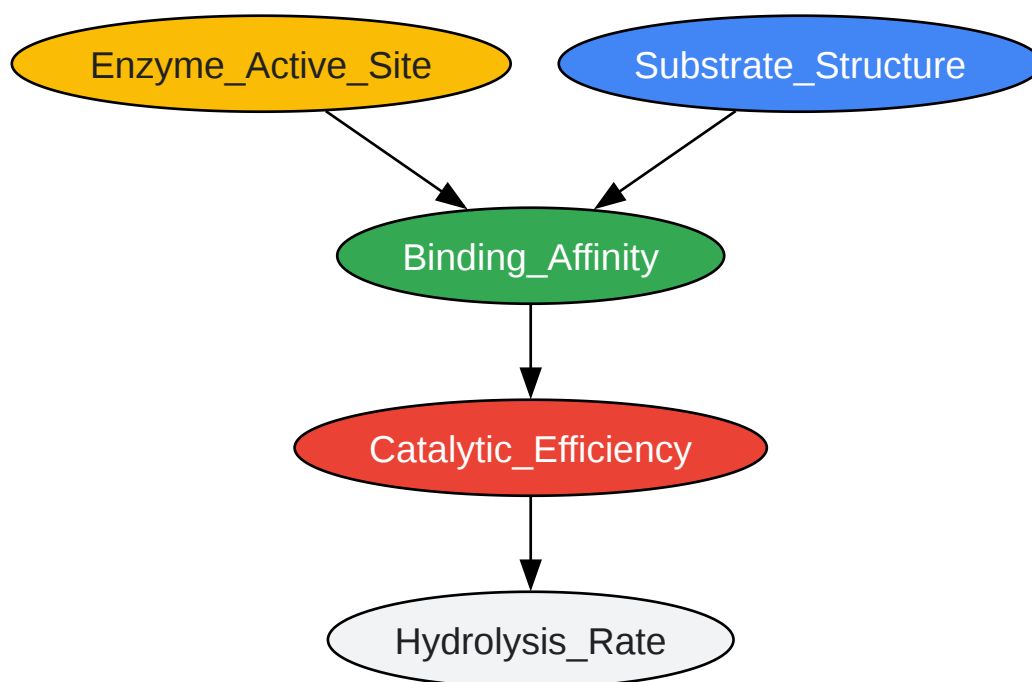 Enzyme_Active_Site
Substrate_Structure
Binding_Affinity
Catalytic_Efficiency
Hydrolysis_Rate